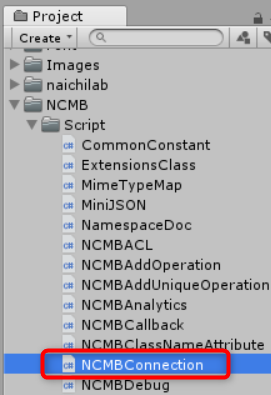 Project
Create
Images
naichilab
NCMB
Script
CommonConstant
ExtensionsClass
MimeTypeMap
MiniJSON
NamespaceDoc
NCMBACL
NCMBAddOperation
NCMBAddUniqueOperation
NCMBAnalytics
NCMBCallback
NCMBClassNameAttribute
NCMBConnection
NCMBDebug